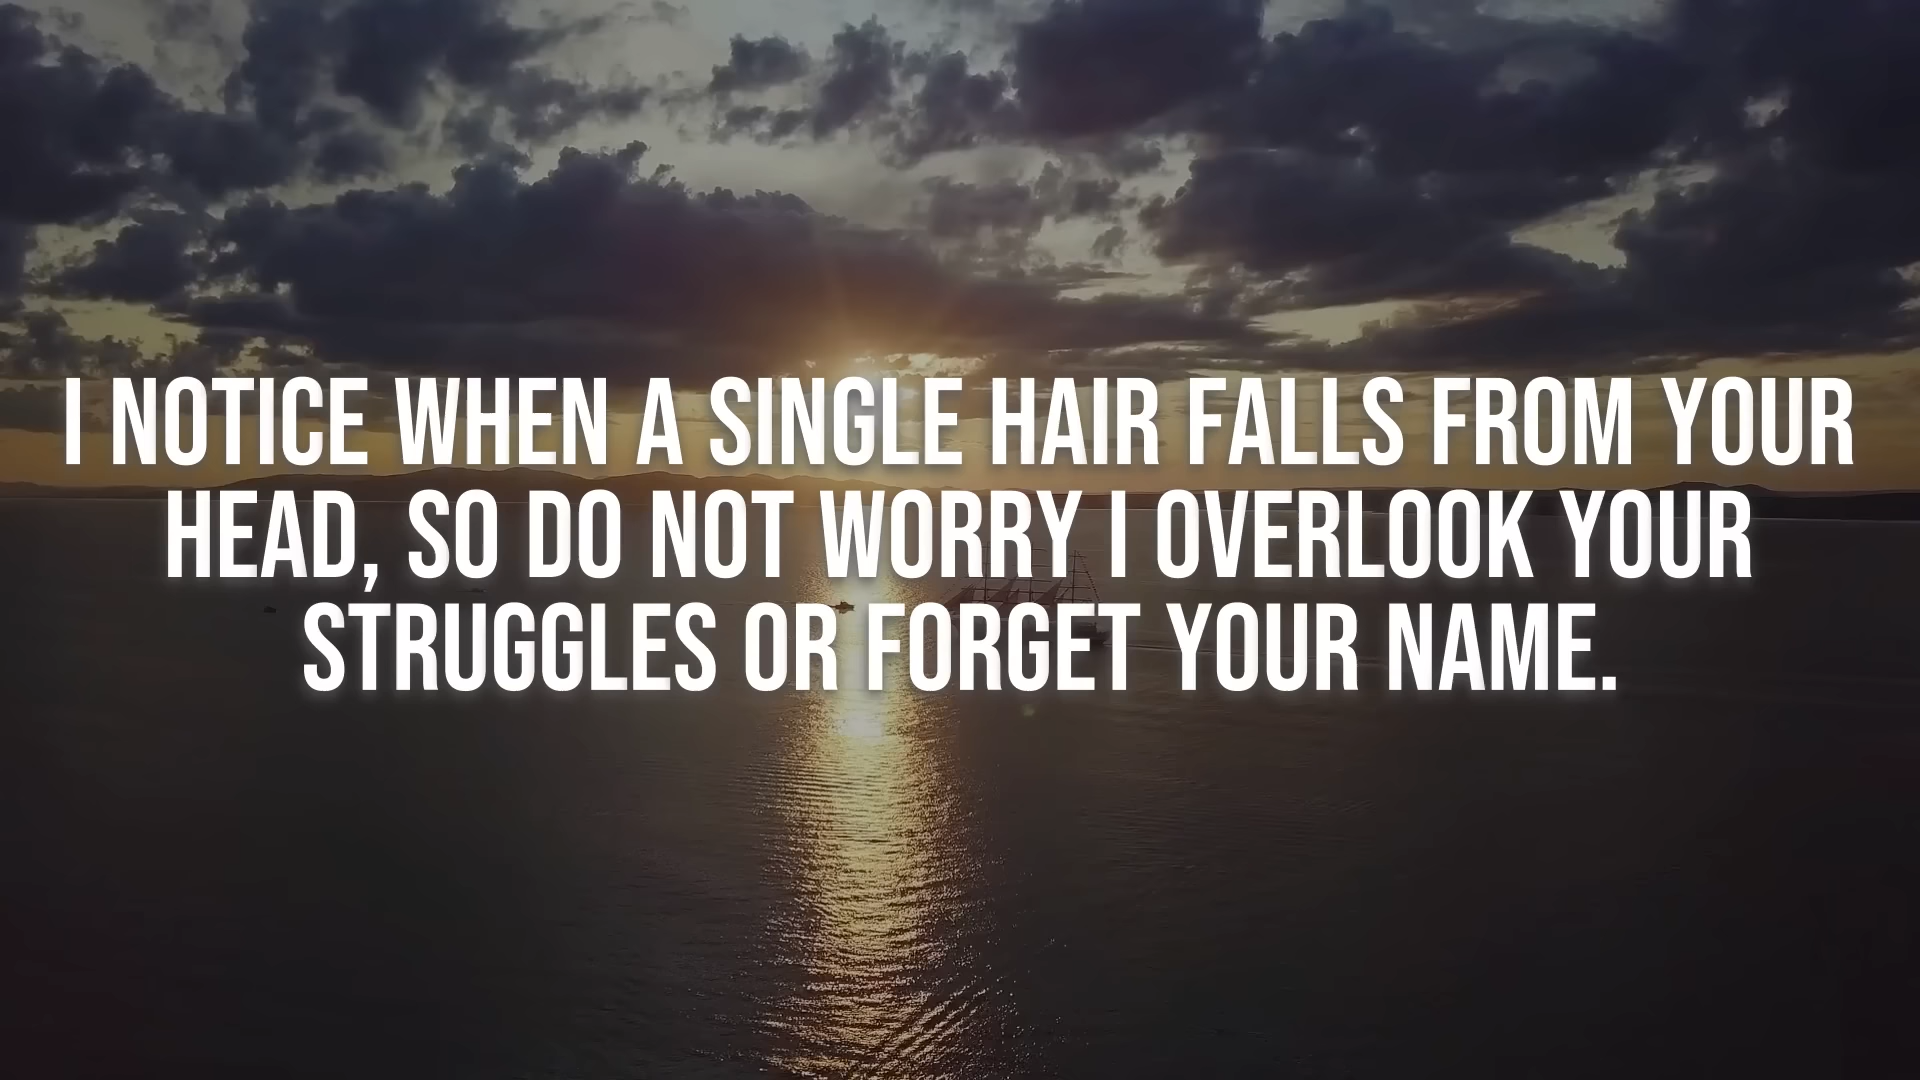 I NOTICE WHEN A SINGLE HAIR FALLS FROM YOUR
HEAD, SO DO NOT WORRY I OVERLOOK YOUR
STRUGGLES OR FORGET YOUR NAME.